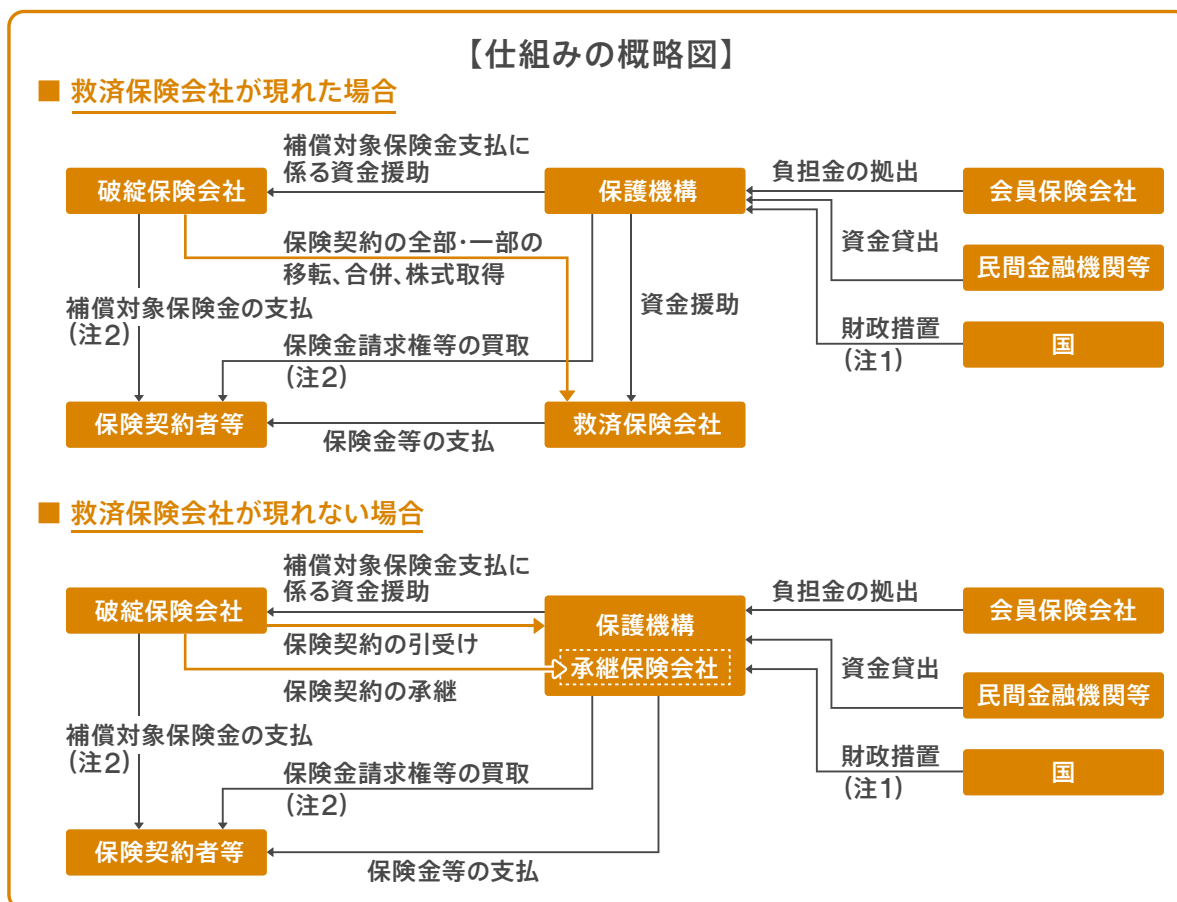 【仕組みの概略図】
■ 救済保険会社が現れた場合
補償対象保険金支払に
係る資金援助
破綻保険会社
保護機構
負担金の拠出
会員保険会社
保険契約の全部・一部の
移転、合併、株式取得
資金貸出
民間金融機関等
補償対象保険金の支払
(注2)
資金援助
保険金請求権等の買取
(注2)
財政措置
(注1)
国
保険契約者等
保険金等の支払
救済保険会社
■ 救済保険会社が現れない場合
補償対象保険金支払に
係る資金援助
破綻保険会社
保護機構
負担金の拠出
会員保険会社
保険契約の引受け
承継保険会社
資金貸出
保険契約の承継
民間金融機関等
補償対象保険金の支払
(注2)
保険金請求権等の買取
(注2)
財政措置
(注1)
国
保険契約者等
保険金等の支払